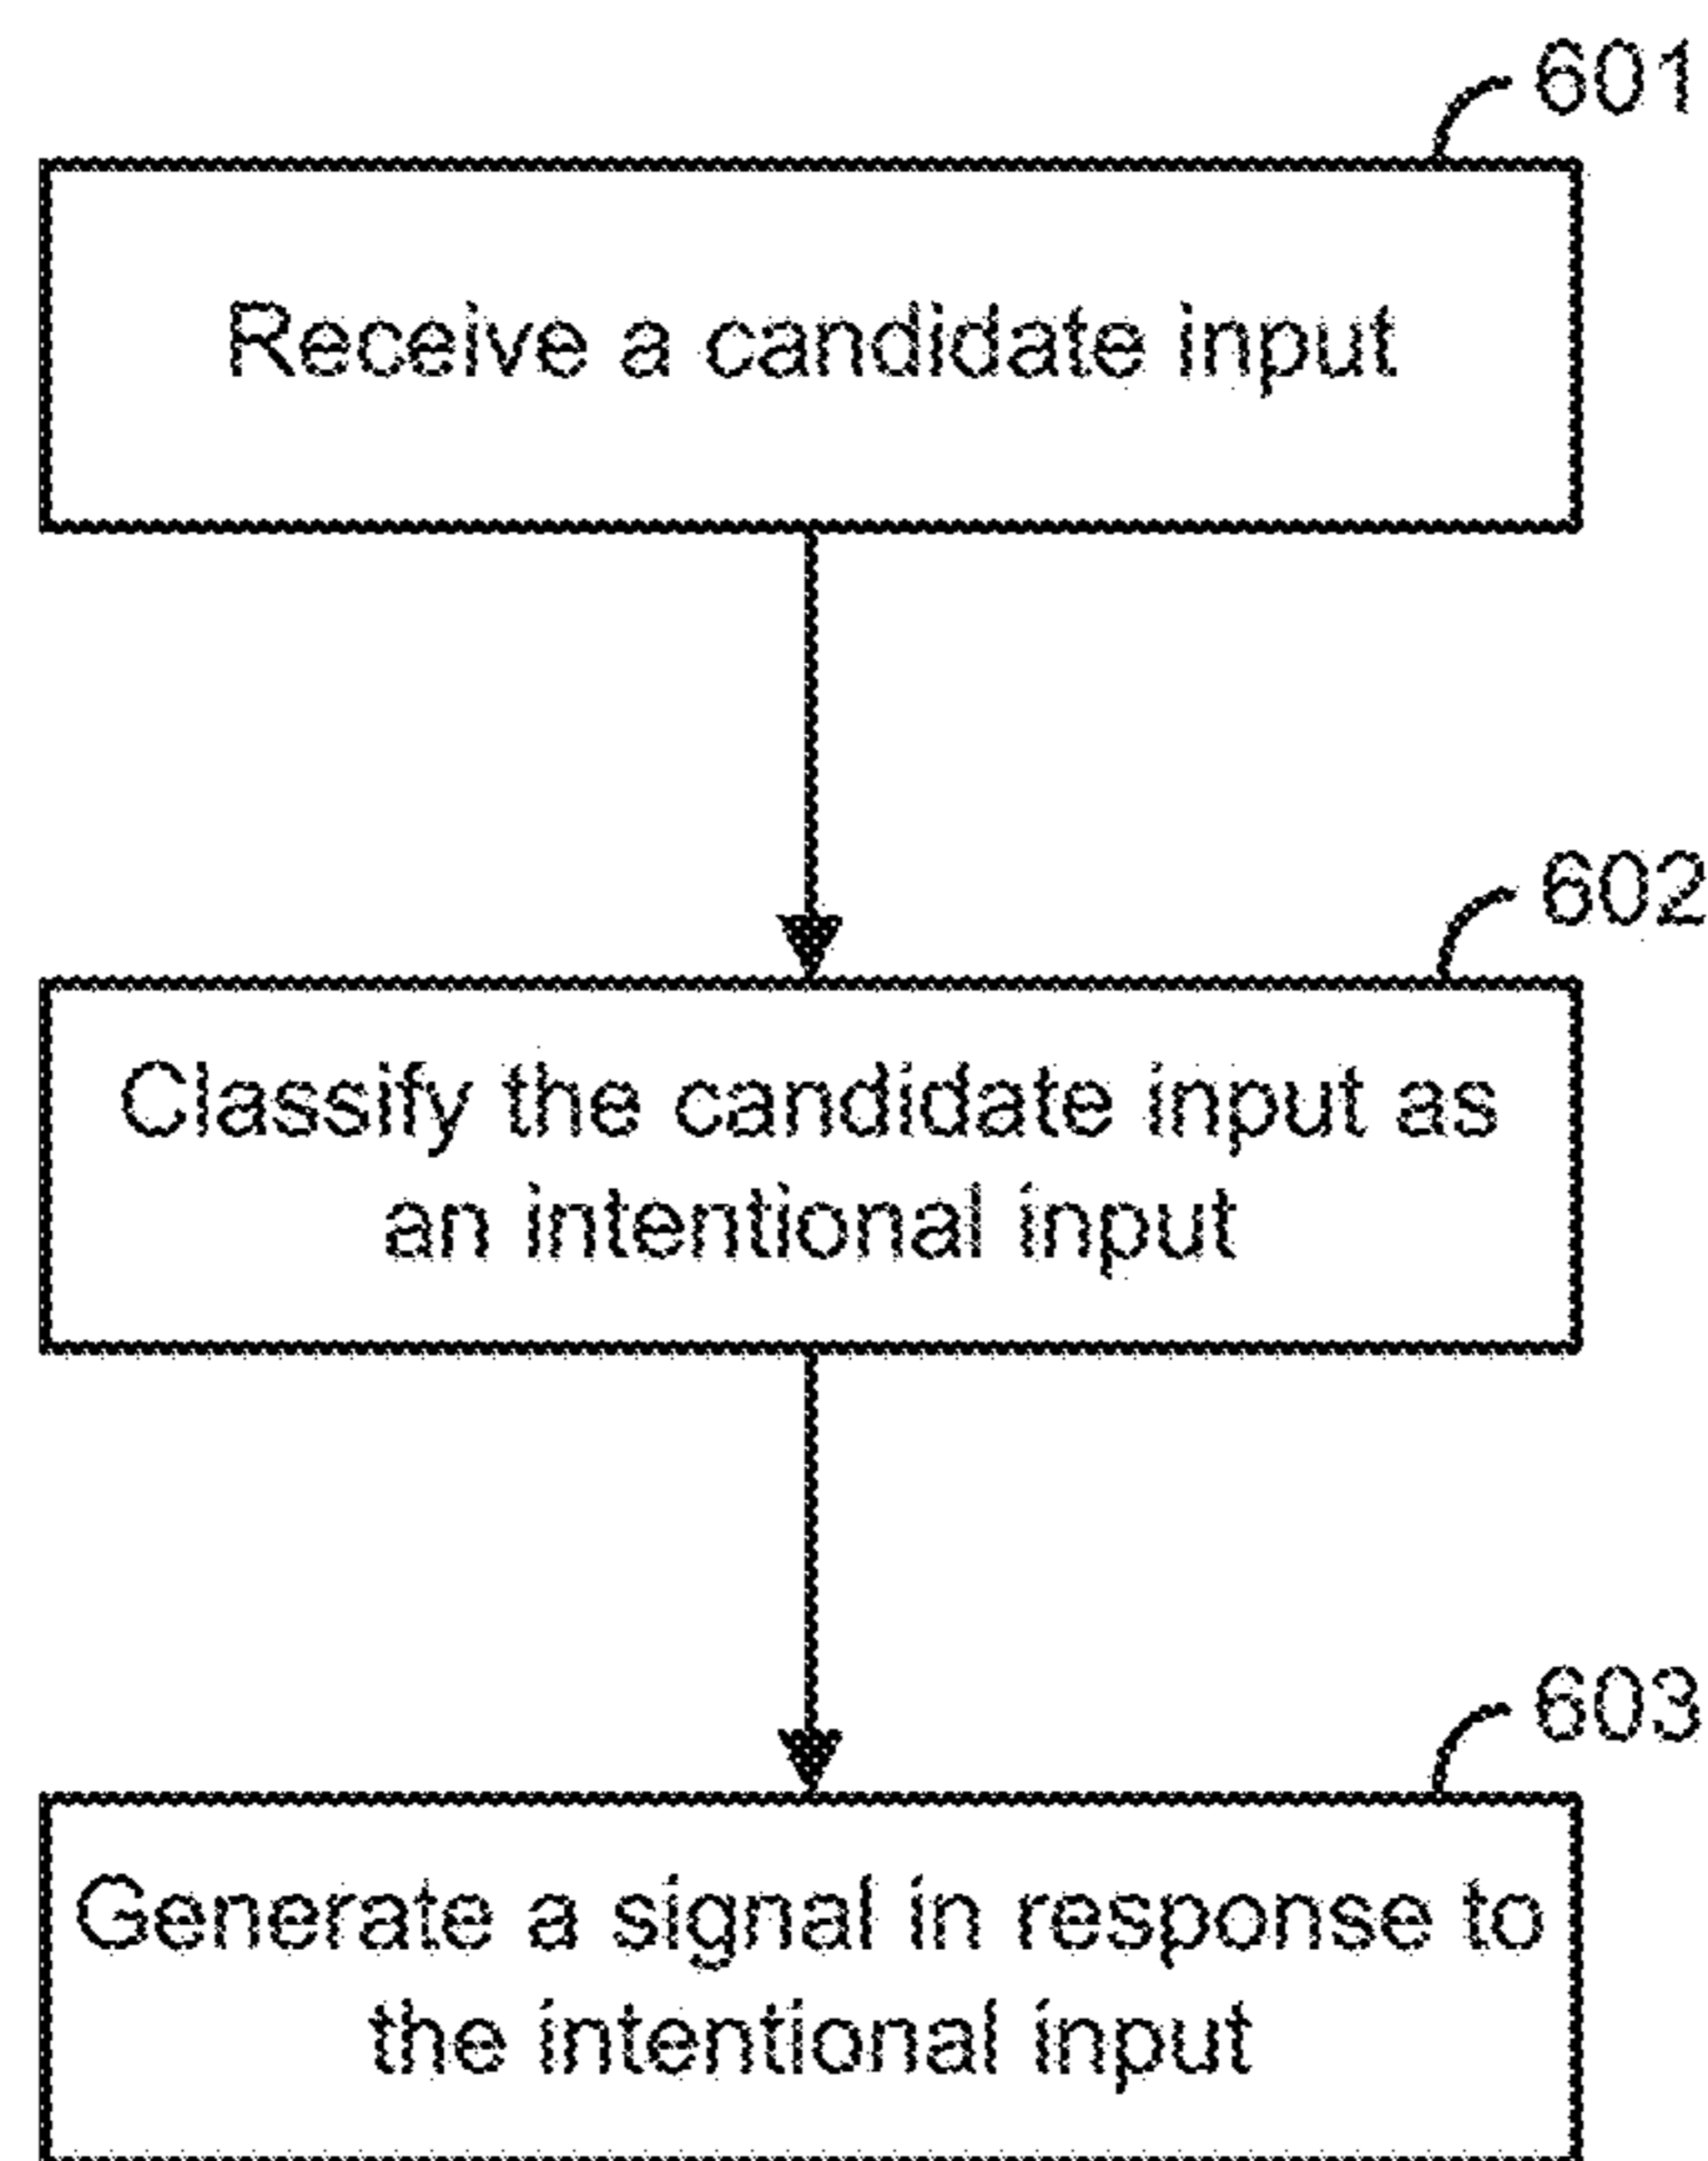 601
Receive a candidate input
602
Classify the candidate input as
an intentional input
603
Generate a signal in response to
the intentional input